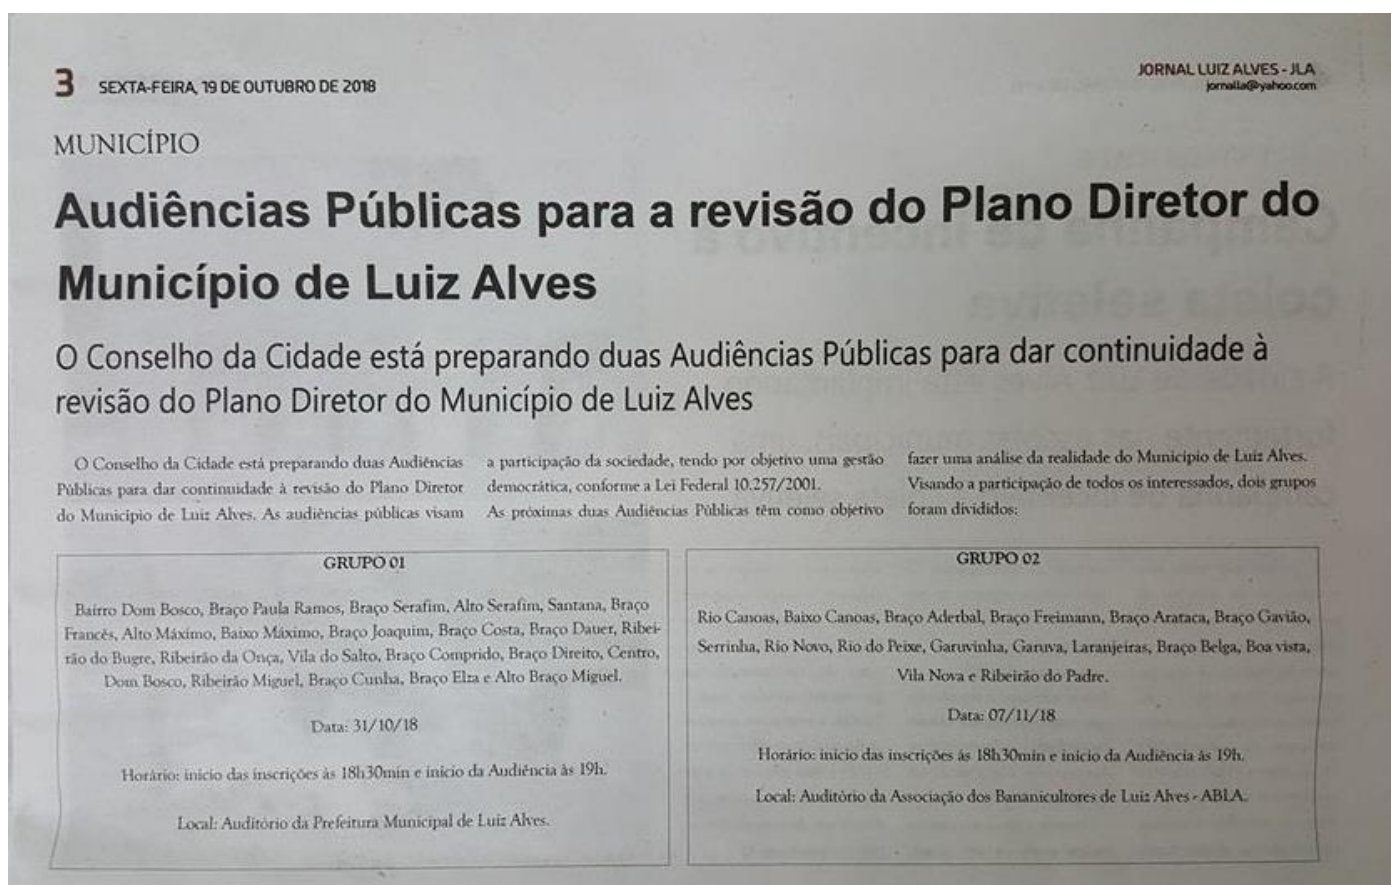 3 SEXTA-FEIRA, 19 DE OUTUBRO DE 2018
JORNAL LUIZ ALVES - JLA
jornalla@yahoo.com
MUNICÍPIO
Audiências Públicas para a revisão do Plano Diretor do
Município de Luiz Alves
O Conselho da Cidade está preparando duas Audiências Públicas para dar continuidade à
revisão do Plano Diretor do Município de Luiz Alves
O Conselho da Cidade está preparando duas Audiências
Públicas para dar continuidade à revisão do Plano Diretor
do Município de Luiz Alves. As audiências públicas visam
a participação da sociedade, tendo por objetivo uma gestão
democrática, conforme a Lei Federal 10.257/2001.
As próximas duas Audiências Públicas têm como objetivo
fazer uma análise da realidade do Município de Luiz Alves.
Visando a participação de todos os interessados, dois grupos
foram divididos:
GRUPO 01
Bairro Dom Bosco, Braço Paula Ramos, Braço Serafim, Alto Serafim, Santana, Braço
Francês, Alto Máximo, Baixo Máximo, Braço Joaquim, Braço Costa, Braço Dauer, Ribei-
rão do Bugre, Ribeirão da Onça, Vila do Salto, Braço Comprido, Braço Direito, Centro,
Dom Bosco, Ribeirão Miguel, Braço Cunha, Braço Elza e Alto Braço Miguel.
Data: 31/10/18
Horário: início das inscrições às 18h30min e início da Audiência às 19h.
Local: Auditório da Prefeitura Municipal de Luiz Alves.
GRUPO 02
Rio Canoas, Baixo Canoas, Braço Aderbal, Braço Freimann, Braço Arataca, Braço Gavião,
Serrinha, Rio Novo, Rio do Peixe, Garuvinha, Garuva, Laranjeiras, Braço Belga, Boa vista,
Vila Nova e Ribeirão do Padre.
Data: 07/11/18
Horário: início das inscrições às 18h30min e início da Audiência às 19h.
Local: Auditório da Associação dos Bananicultores de Luiz Alves - ABLA.